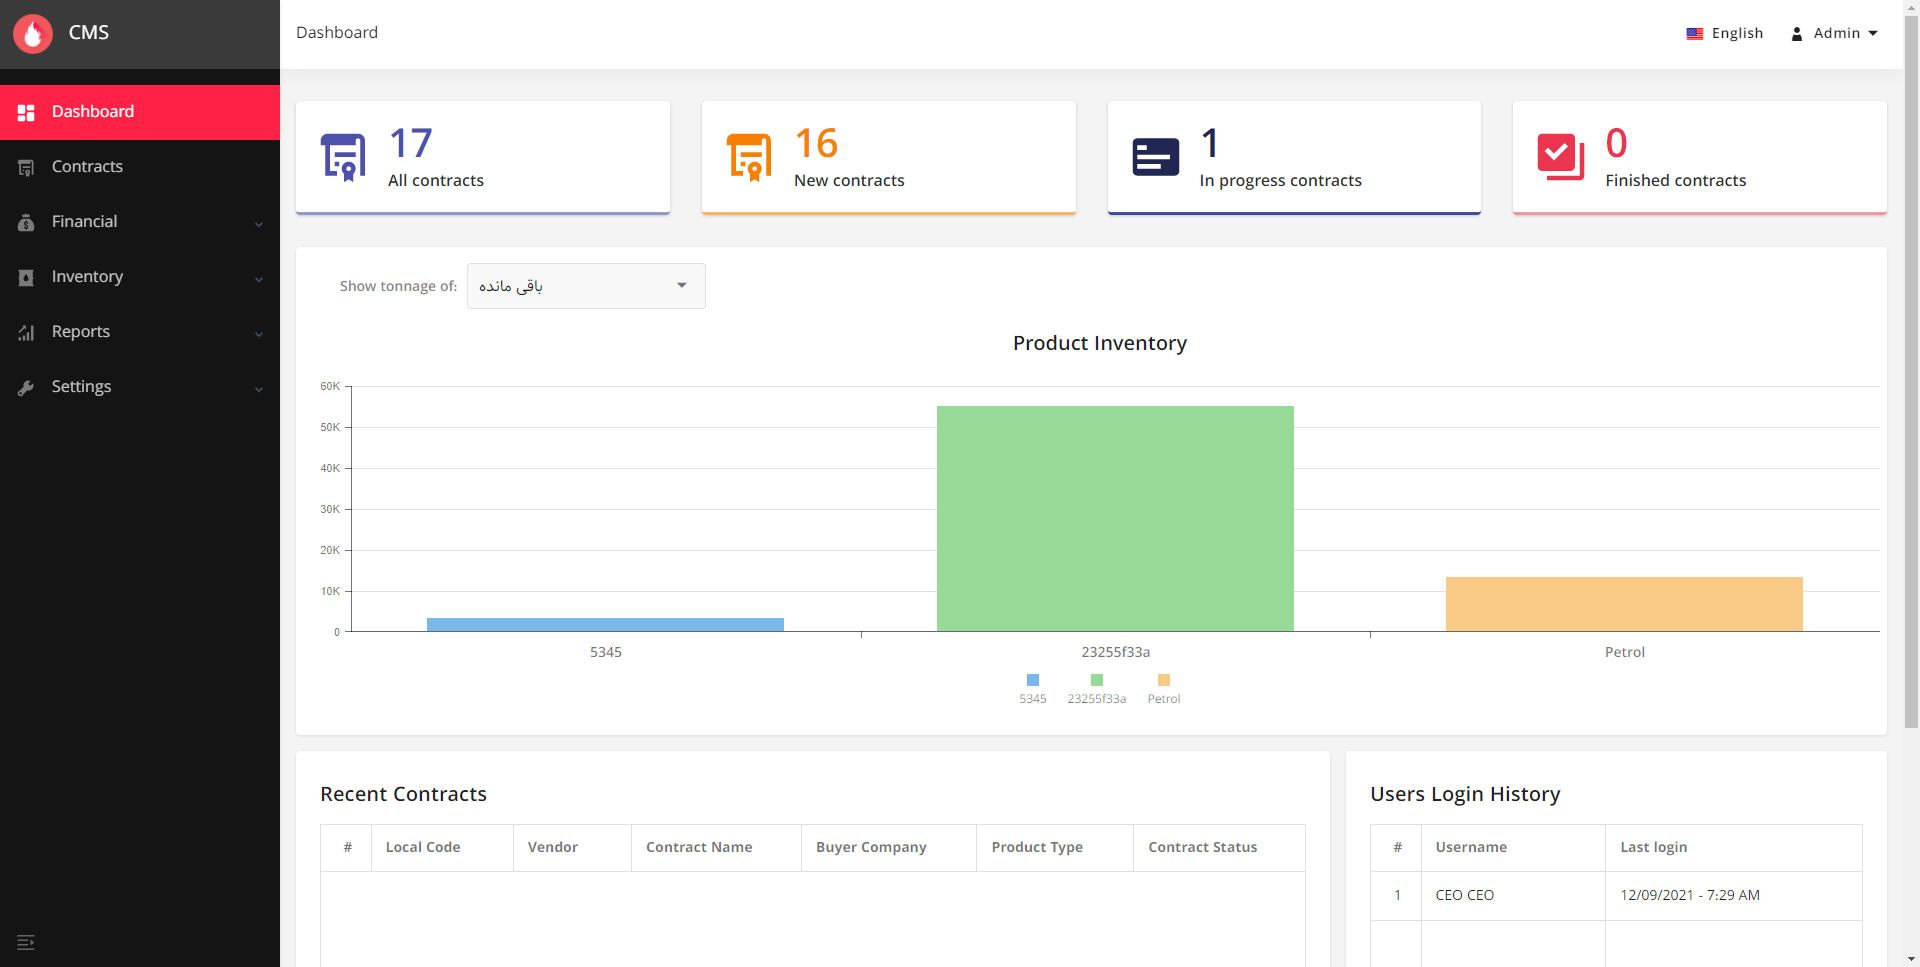 CMS
Dashboard
English
Admin
Dashboard
Contracts
Financial
Inventory
Reports
Settings
17
All contracts
16
New contracts
1
In progress contracts
0
Finished contracts
Show tonnage of:
باقی مانده
Product Inventory
60K
50K
40K
30K
20K
10K
0
5345
23255f33a
Petrol
5345
23255f33a
Petrol
Recent Contracts
# Local Code Vendor Contract Name Buyer Company Product Type Contract Status
Users Login History
# Username Last login
1 CEO CEO 12/09/2021 - 7:29 AM